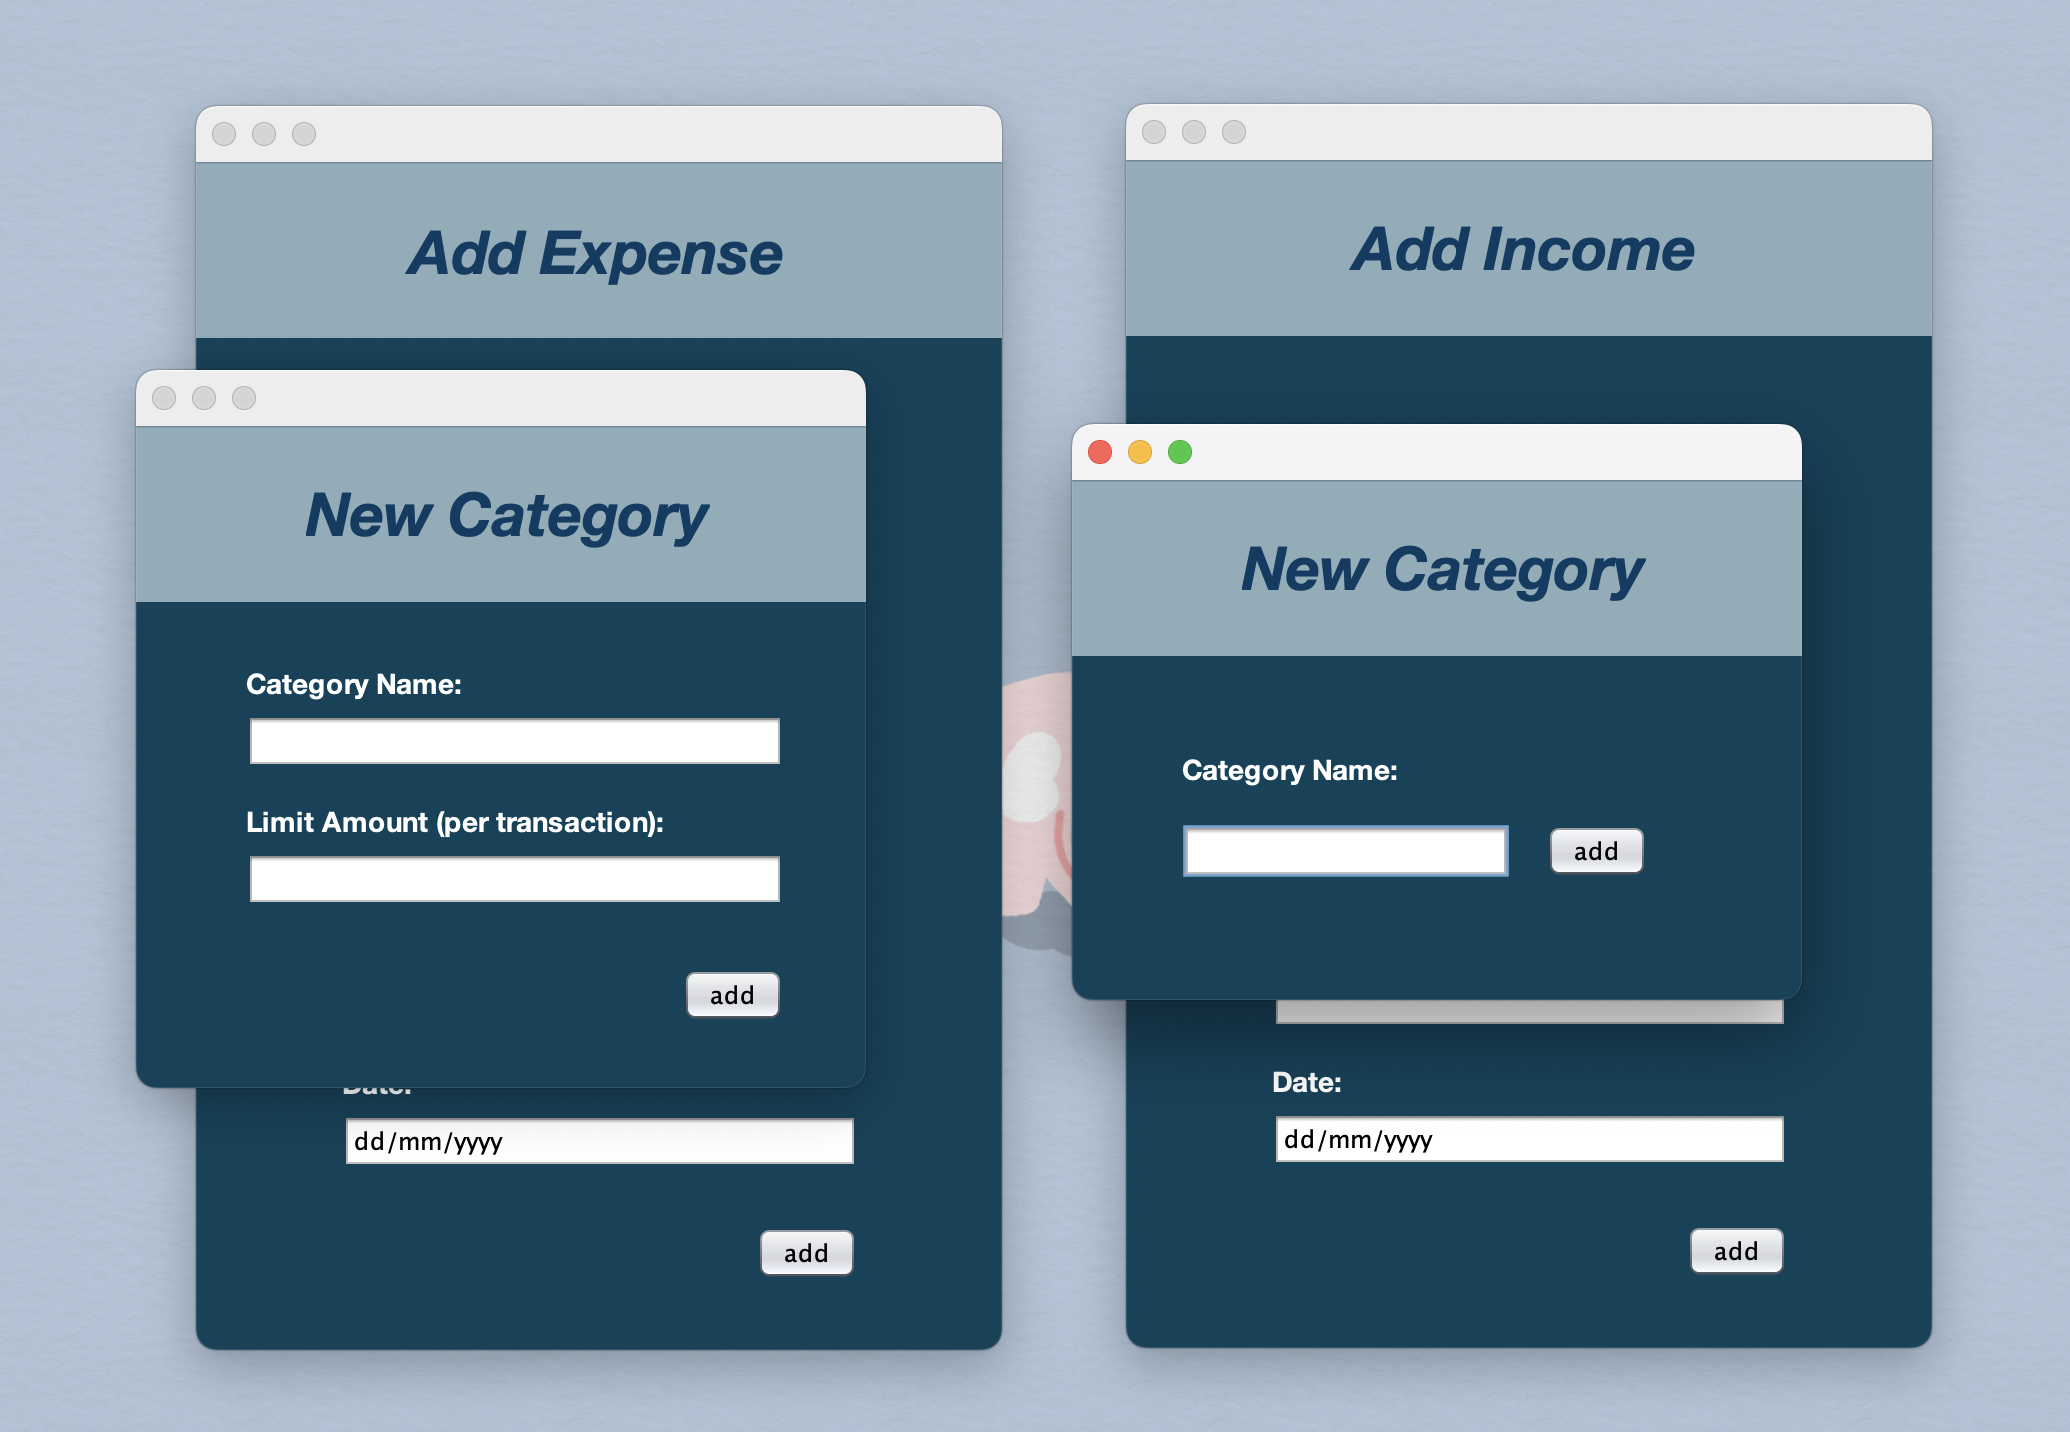 Add Expense
New Category
Category Name:
Limit Amount (per transaction):
add
Date:
dd/mm/yyyy
add
Add Income
New Category
Category Name:
add
Date:
dd/mm/yyyy
add